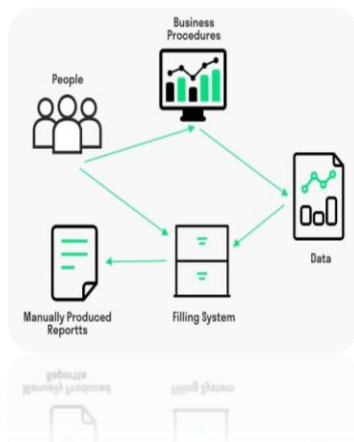 Business
Procedures
People
Data
Manually Produced
Reportts
Filling System